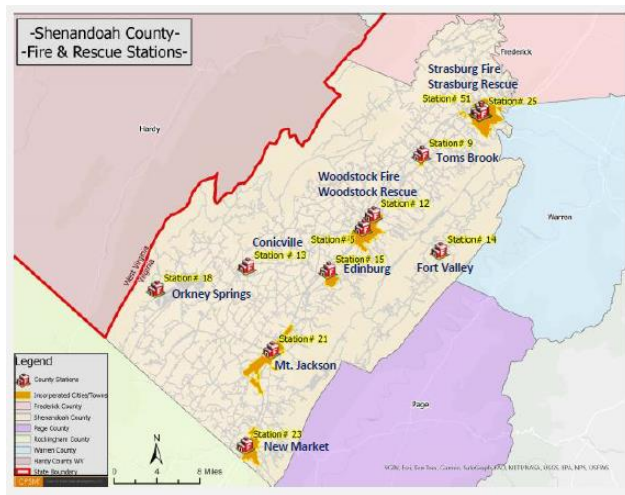 -Shenandoah County-
-Fire & Rescue Stations-
Frederick
Strasburg Fire
Strasburg Rescue
Station# 51
Station# 25
Hardy
Station# 9
Toms Brook
Woodstock Fire
Woodstock Rescue
Station# 12
Warren
Conicville
Station# 5
Station# 14
Station# 13
Station# 15
Edinburg
Fort Valley
West Virginia
Virginia
Station# 18
Orkney Springs
Station# 21
Mt. Jackson
Legend
County Stations
Incorporated Cities/Towns
Frederick County
Shenandoah County
Page County
Rockingham County
Warren County
Hardy County WV
State Boundary
CPSM
Page
Station# 23
New Market
N
0
4
8 Miles